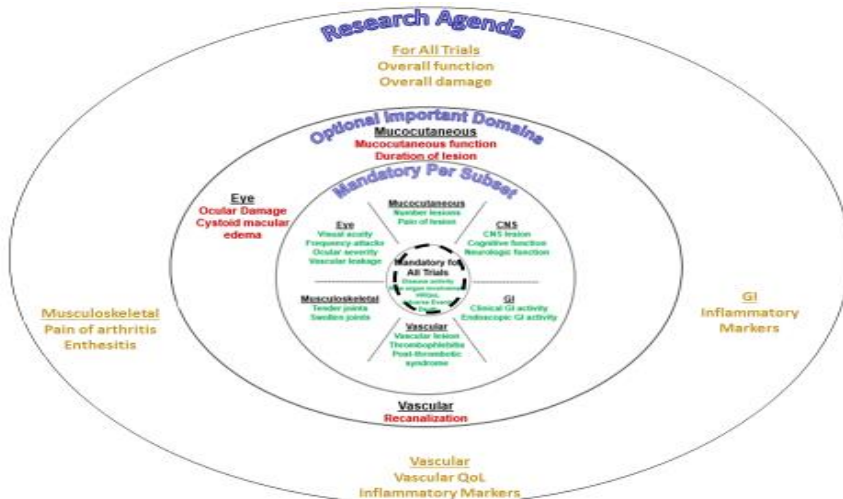 Research Agenda
For All Trials
Overall function
Overall damage
Optional Important Domains
Mucocutaneous
Mucocutaneous function
Duration of lesion
Mandatory Per Subset
Mucocutaneous
Number lesions
Pain of lesion
Eye
Ocular Damage
Cystoid macular
edema
Eye
Visual acuity
Frequency attacks
Ocular severity
Vascular leakage
CNS
CNS lesion
Cognitive function
Neurologic function
Mandatory for
All Trials
Disease activity
organ
HRQoL
Musculoskeletal
Tender joints
Swollen joints
GI
Clinical GI activity
Endoscopic GI activity
Vascular
Vascular lesion
Thrombophlebitis
Post-thrombotic
syndrome
Musculoskeletal
Pain of arthritis
Enthesitis
GI
Inflammatory
Markers
Vascular
Recanalization
Vascular
Vascular QoL
Inflammatory Markers